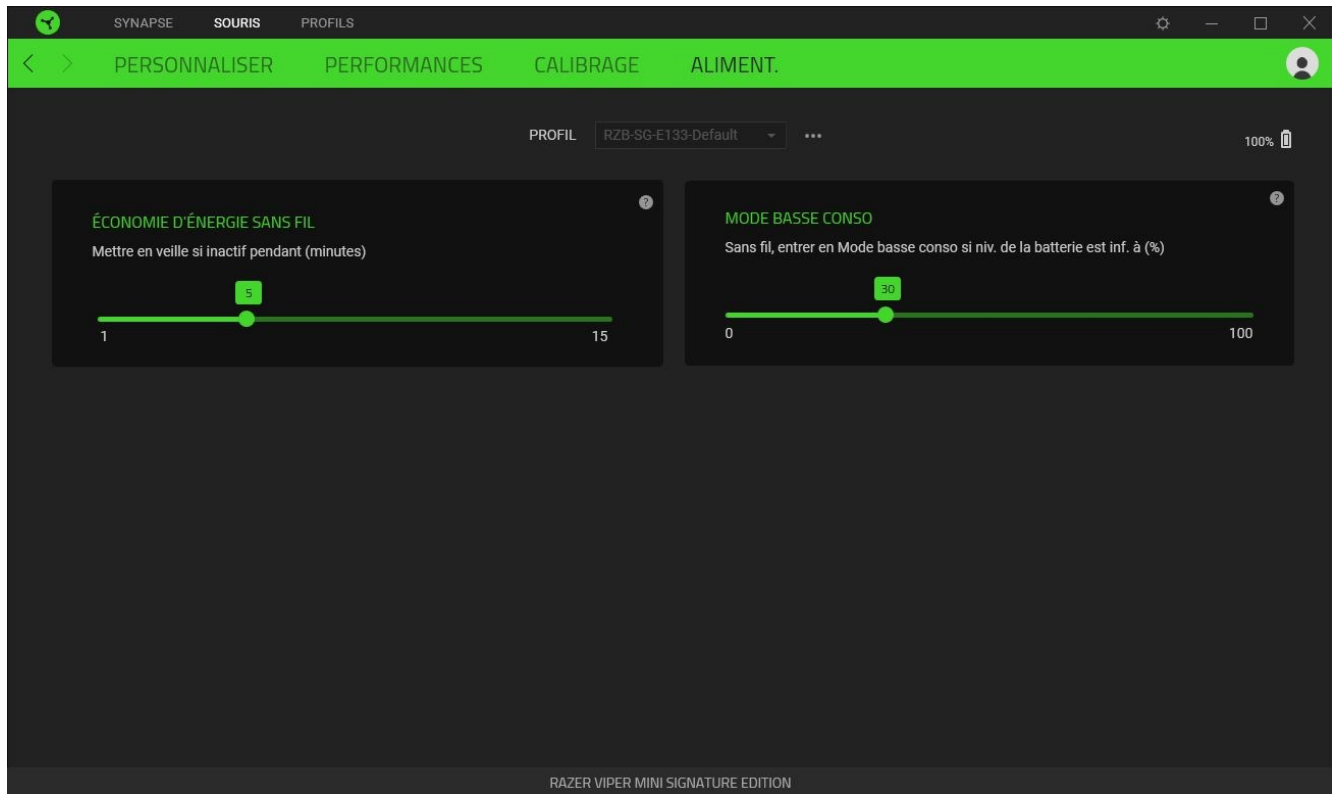 SYNAPSE SOURIS PROFILS
PERSONNALISER PERFORMANCES CALIBRAGE ALIMENT.
PROFIL RZB-SG-E133-Default ...
100%
ÉCONOMIE D'ÉNERGIE SANS FIL
Mettre en veille si inactif pendant (minutes)
5
1 15
MODE BASSE CONSO
Sans fil, entrer en Mode basse conso si niv. de la batterie est inf. à (%)
30
0 100
RAZER VIPER MINI SIGNATURE EDITION